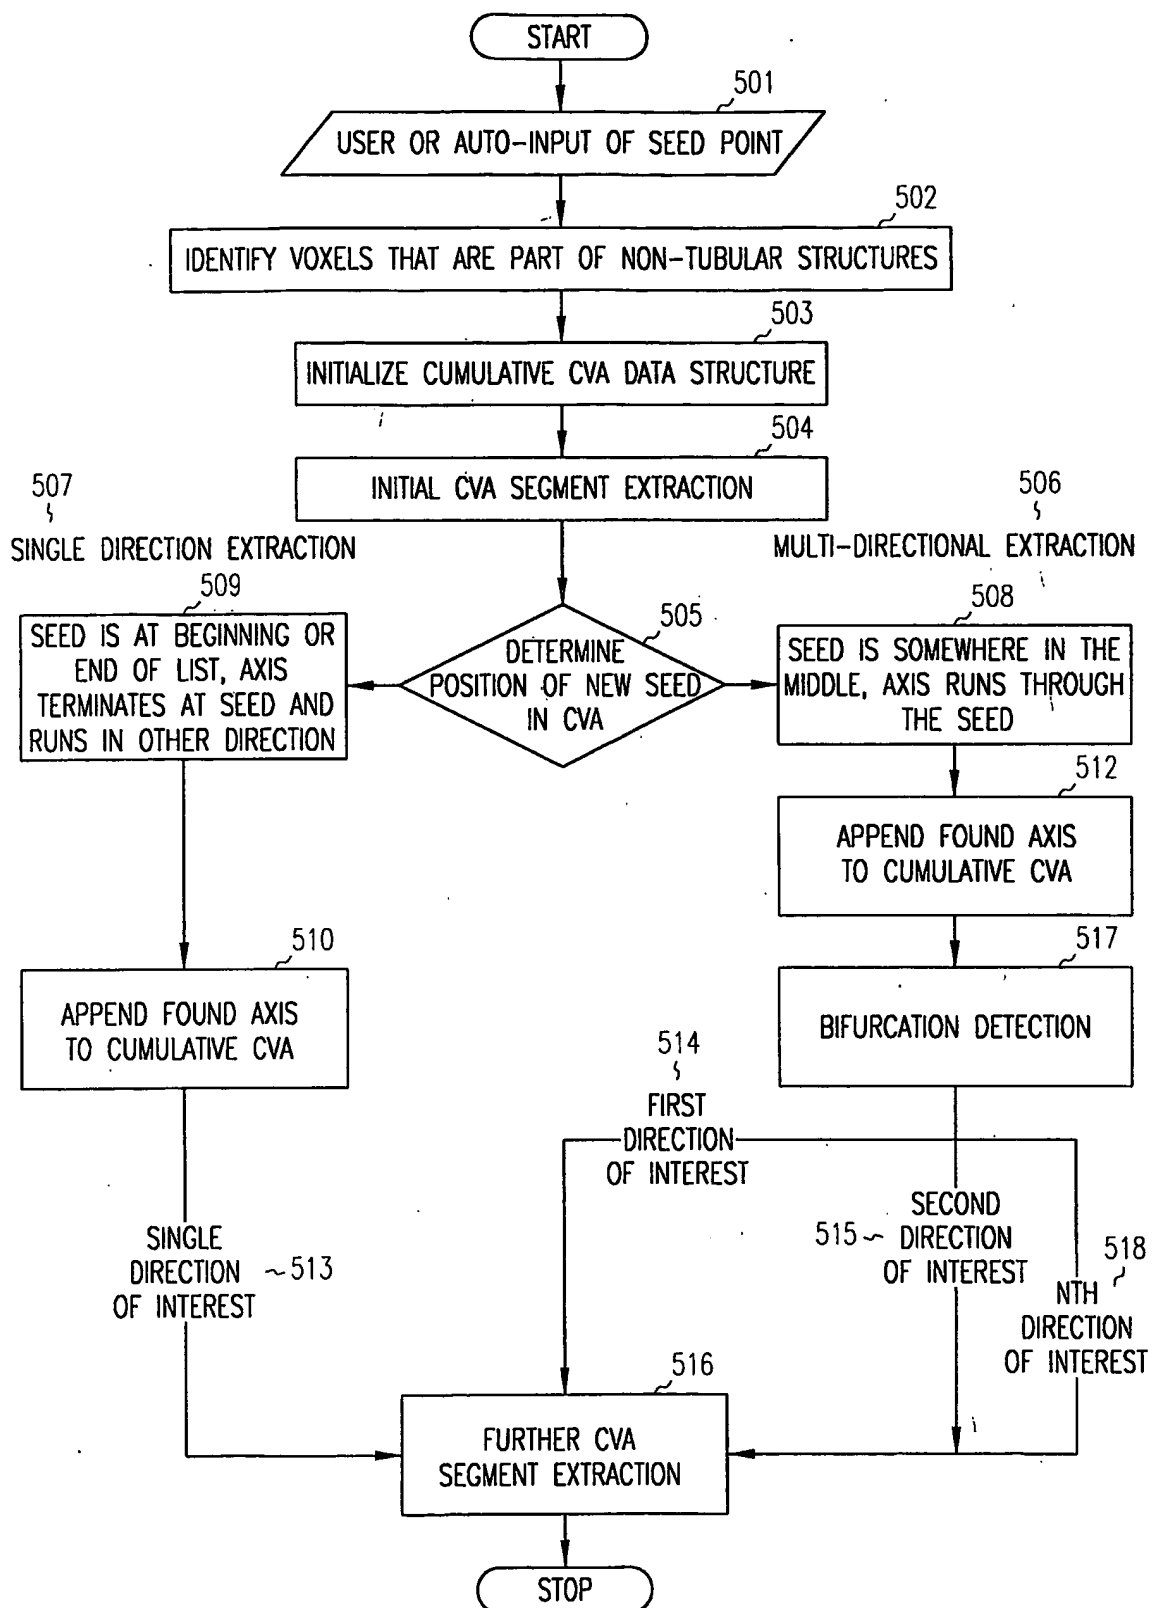 START
501
USER OR AUTO-INPUT OF SEED POINT
502
IDENTIFY VOXELS THAT ARE PART OF NON-TUBULAR STRUCTURES
503
INITIALIZE CUMULATIVE CVA DATA STRUCTURE
504
INITIAL CVA SEGMENT EXTRACTION
507
SINGLE DIRECTION EXTRACTION
506
MULTI-DIRECTIONAL EXTRACTION
509
SEED IS AT BEGINNING OR
END OF LIST, AXIS
TERMINATES AT SEED AND
RUNS IN OTHER DIRECTION
505
DETERMINE
POSITION OF NEW SEED
IN CVA
508
SEED IS SOMEWHERE IN THE
MIDDLE, AXIS RUNS THROUGH
THE SEED
512
APPEND FOUND AXIS
TO CUMULATIVE CVA
510
APPEND FOUND AXIS
TO CUMULATIVE CVA
517
BIFURCATION DETECTION
514
FIRST
DIRECTION
OF INTEREST
SINGLE
DIRECTION
OF INTEREST
513
SECOND
DIRECTION
OF INTEREST
515
518
NTH
DIRECTION
OF INTEREST
516
FURTHER CVA
SEGMENT EXTRACTION
STOP